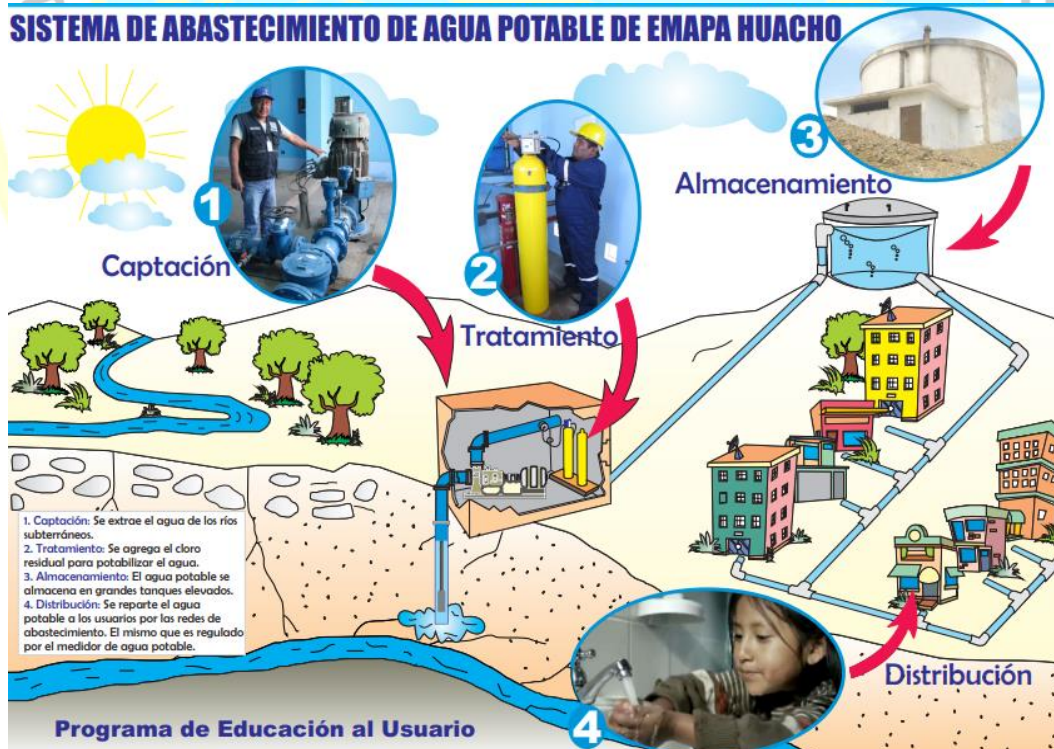 SISTEMA DE ABASTECIMIENTO DE AGUA POTABLE DE EMAPA HUACHO
1
Captación
2
Tratamiento
3
Almacenamiento
1. Captación: Se extrae el agua de los ríos
subterráneos.
2. Tratamiento: Se agrega el cloro
residual para potabilizar el agua.
3. Almacenamiento: El agua potable se
almacena en grandes tanques elevados.
4. Distribución: Se reparte el agua
potable a los usuarios por las redes de
abastecimiento. El mismo que es regulado
por el medidor de agua potable.
4
Distribución
Programa de Educación al Usuario